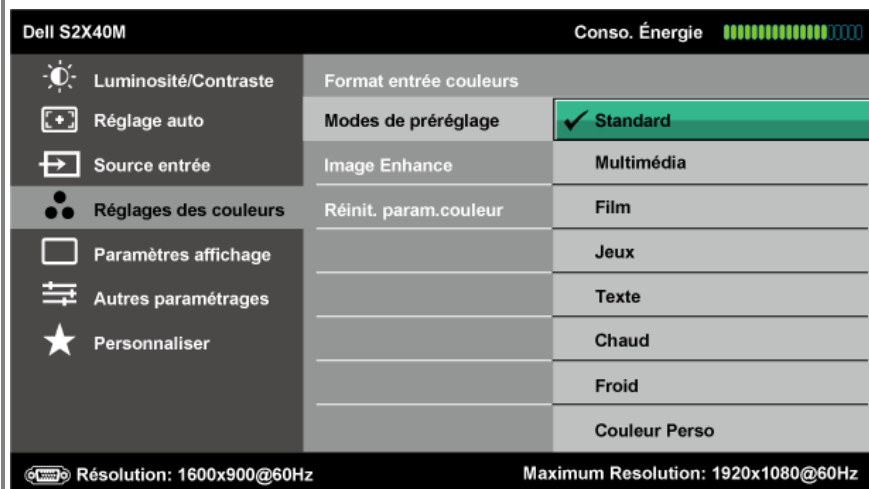 Dell S2X40M Conso. Énergie
Luminosité/Contraste Format entrée couleurs
Réglage auto Modes de préréglage Standard
Source entrée Image Enhance Multimédia
Réglages des couleurs Réinit. param.couleur Film
Paramètres affichage Jeux
Autres paramétrages Texte
Personnaliser Chaud
Froid
Couleur Perso
Résolution: 1600x900@60Hz Maximum Resolution: 1920x1080@60Hz